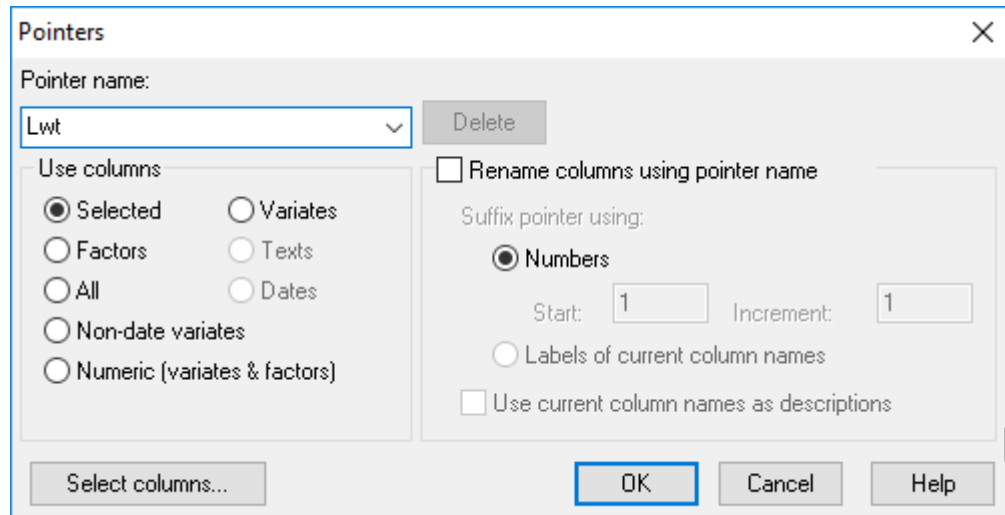 Pointers
Pointer name:
Lwt
Delete
Use columns
Selected
Variates
Factors
Texts
All
Dates
Non-date variates
Numeric (variates & factors)
Rename columns using pointer name
Suffix pointer using:
Numbers
Start: 1 Increment: 1
Labels of current column names
Use current column names as descriptions
Select columns...
OK
Cancel
Help